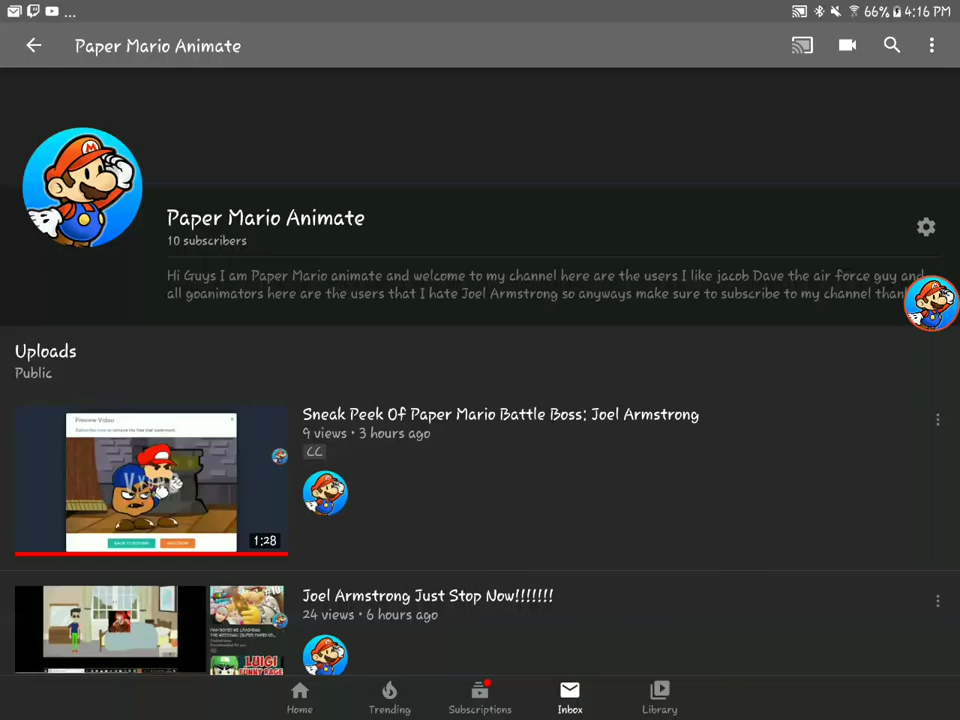 ... 66% 4:16 PM
Paper Mario Animate
Paper Mario Animate
10 subscribers
Hi Guys I am Paper Mario animate and welcome to my channel here are the users I like jacob Dave the air force guy and
all goanimators here are the users that I hate Joel Armstrong so anyways make sure to subscribe to my channel
Uploads
Public
Preview Video
Sneak Peek Of Paper Mario Battle Boss: Joel Armstrong
9 views • 3 hours ago
CC
1:28
Joel Armstrong Just Stop Now!!!!!!!
24 views • 6 hours ago
#10
LUIGI
Home
Trending
Subscriptions
Inbox
Library